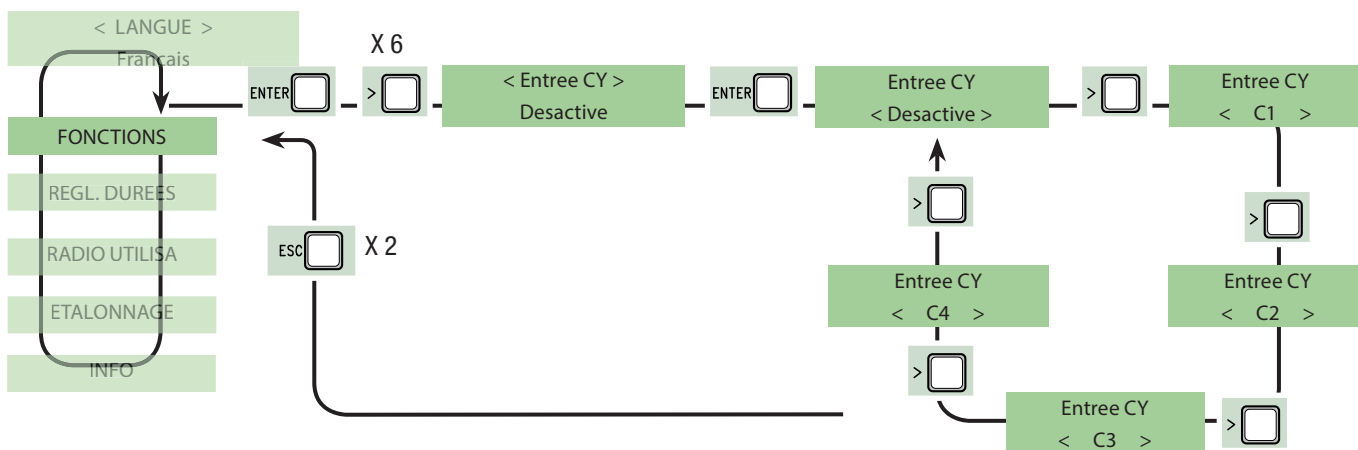 < LANGUE >
Francais
FONCTIONS
REGL. DUREES
RADIO UTILISA
ETALONNAGE
INFO
ENTER
X 6
>
< Entree CY >
Desactive
ENTER
Entree CY
< Desactive >
>
Entree CY
< C1 >
>
Entree CY
< C2 >
>
Entree CY
< C3 >
>
Entree CY
< C4 >
>
ESC
X 2